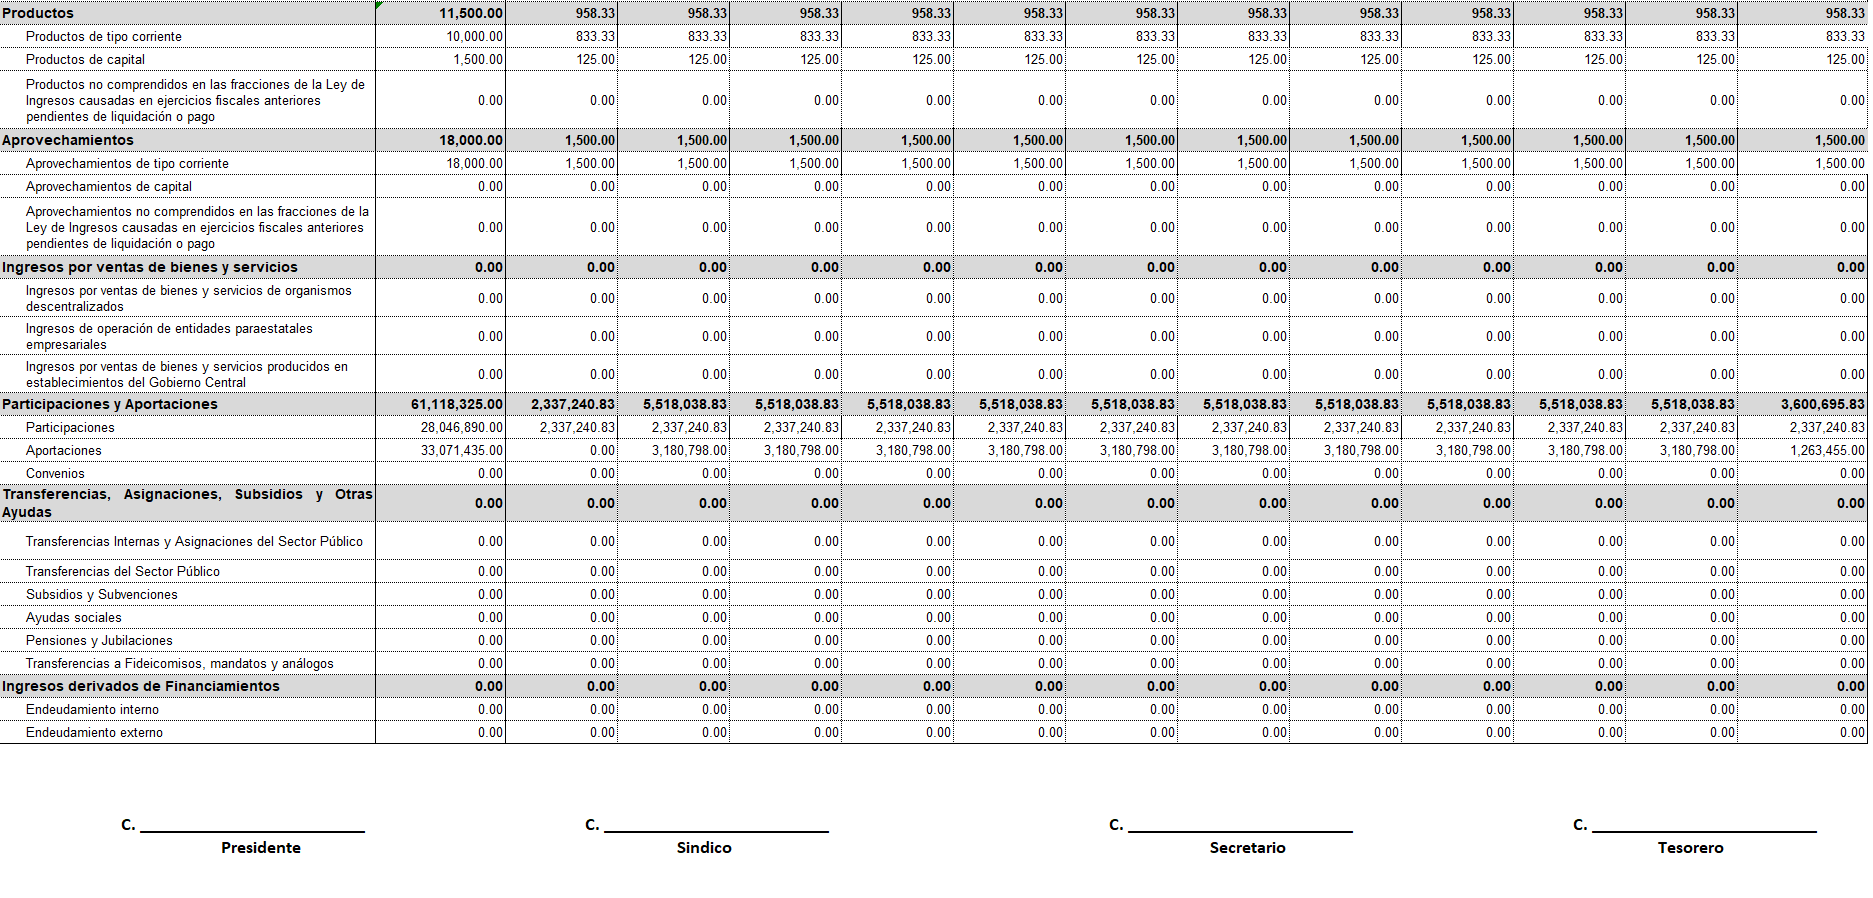 Productos 11,500.00 958.33 958.33 958.33 958.33 958.33 958.33 958.33 958.33 958.33 958.33 958.33 958.33
Productos de tipo corriente 10,000.00 833.33 833.33 833.33 833.33 833.33 833.33 833.33 833.33 833.33 833.33 833.33 833.33
Productos de capital 1,500.00 125.00 125.00 125.00 125.00 125.00 125.00 125.00 125.00 125.00 125.00 125.00 125.00
Productos no comprendidos en las fracciones de la Ley de
Ingresos causadas en ejercicios fiscales anteriores 0.00 0.00 0.00 0.00 0.00 0.00 0.00 0.00 0.00 0.00 0.00 0.00 0.00
pendientes de liquidación o pago
Aprovechamientos 18,000.00 1,500.00 1,500.00 1,500.00 1,500.00 1,500.00 1,500.00 1,500.00 1,500.00 1,500.00 1,500.00 1,500.00 1,500.00
Aprovechamientos de tipo corriente 18,000.00 1,500.00 1,500.00 1,500.00 1,500.00 1,500.00 1,500.00 1,500.00 1,500.00 1,500.00 1,500.00 1,500.00 1,500.00
Aprovechamientos de capital 0.00 0.00 0.00 0.00 0.00 0.00 0.00 0.00 0.00 0.00 0.00 0.00 0.00
Aprovechamientos no comprendidos en las fracciones de la
Ley de Ingresos causadas en ejercicios fiscales anteriores 0.00 0.00 0.00 0.00 0.00 0.00 0.00 0.00 0.00 0.00 0.00 0.00 0.00
pendientes de liquidación o pago
Ingresos por ventas de bienes y servicios 0.00 0.00 0.00 0.00 0.00 0.00 0.00 0.00 0.00 0.00 0.00 0.00 0.00
Ingresos por ventas de bienes y servicios de organismos
descentralizados 0.00 0.00 0.00 0.00 0.00 0.00 0.00 0.00 0.00 0.00 0.00 0.00 0.00
Ingresos de operación de entidades paraestatales
empresariales 0.00 0.00 0.00 0.00 0.00 0.00 0.00 0.00 0.00 0.00 0.00 0.00 0.00
Ingresos por ventas de bienes y servicios producidos en
establecimientos del Gobierno Central 0.00 0.00 0.00 0.00 0.00 0.00 0.00 0.00 0.00 0.00 0.00 0.00 0.00
Participaciones y Aportaciones 61,118,325.00 2,337,240.83 5,518,038.83 5,518,038.83 5,518,038.83 5,518,038.83 5,518,038.83 5,518,038.83 5,518,038.83 5,518,038.83 5,518,038.83 5,518,038.83 3,600,695.83
Participaciones 28,046,890.00 2,337,240.83 2,337,240.83 2,337,240.83 2,337,240.83 2,337,240.83 2,337,240.83 2,337,240.83 2,337,240.83 2,337,240.83 2,337,240.83 2,337,240.83 2,337,240.83
Aportaciones 33,071,435.00 0.00 3,180,798.00 3,180,798.00 3,180,798.00 3,180,798.00 3,180,798.00 3,180,798.00 3,180,798.00 3,180,798.00 3,180,798.00 3,180,798.00 1,263,455.00
Convenios 0.00 0.00 0.00 0.00 0.00 0.00 0.00 0.00 0.00 0.00 0.00 0.00 0.00
Transferencias, Asignaciones, Subsidios y Otras
Ayudas 0.00 0.00 0.00 0.00 0.00 0.00 0.00 0.00 0.00 0.00 0.00 0.00 0.00
Transferencias Internas y Asignaciones del Sector Público 0.00 0.00 0.00 0.00 0.00 0.00 0.00 0.00 0.00 0.00 0.00 0.00 0.00
Transferencias del Sector Público 0.00 0.00 0.00 0.00 0.00 0.00 0.00 0.00 0.00 0.00 0.00 0.00 0.00
Subsidios y Subvenciones 0.00 0.00 0.00 0.00 0.00 0.00 0.00 0.00 0.00 0.00 0.00 0.00 0.00
Ayudas sociales 0.00 0.00 0.00 0.00 0.00 0.00 0.00 0.00 0.00 0.00 0.00 0.00 0.00
Pensiones y Jubilaciones 0.00 0.00 0.00 0.00 0.00 0.00 0.00 0.00 0.00 0.00 0.00 0.00 0.00
Transferencias a Fideicomisos, mandatos y análogos 0.00 0.00 0.00 0.00 0.00 0.00 0.00 0.00 0.00 0.00 0.00 0.00 0.00
Ingresos derivados de Financiamientos 0.00 0.00 0.00 0.00 0.00 0.00 0.00 0.00 0.00 0.00 0.00 0.00 0.00
Endeudamiento interno 0.00 0.00 0.00 0.00 0.00 0.00 0.00 0.00 0.00 0.00 0.00 0.00 0.00
Endeudamiento externo 0.00 0.00 0.00 0.00 0.00 0.00 0.00 0.00 0.00 0.00 0.00 0.00 0.00
C. __________ C. __________ C. __________ C. __________
Presidente Sindico Secretario Tesorero